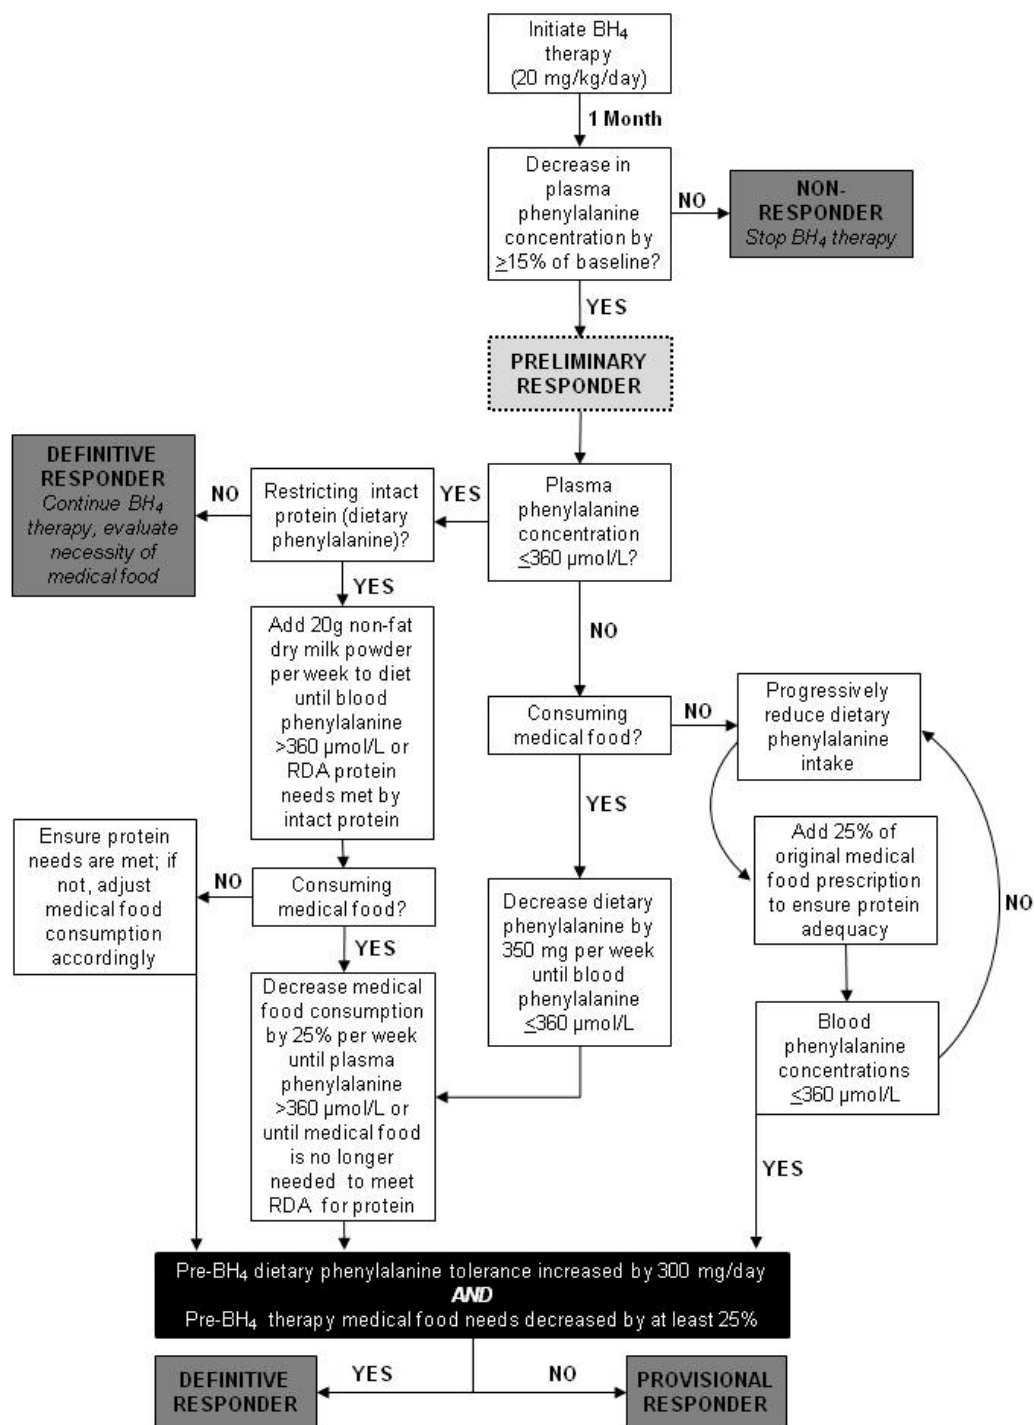 Initiate BH4
therapy
(20 mg/kg/day)
1 Month
Decrease in
plasma
phenylalanine
concentration by
≥15% of baseline?
NO
NON-
RESPONDER
Stop BH4 therapy
YES
PRELIMINARY
RESPONDER
Plasma
phenylalanine
concentration
≤360 µmol/L?
YES
Restricting intact
protein (dietary
phenylalanine)?
NO
DEFINITIVE
RESPONDER
Continue BH4
therapy, evaluate
necessity of
medical food
YES
Add 20g non-fat
dry milk powder
per week to diet
until blood
phenylalanine
>360 µmol/L or
RDA protein
needs met by
intact protein
Consuming
medical food?
NO
Ensure protein
needs are met; if
not, adjust
medical food
consumption
accordingly
YES
Decrease medical
food consumption
by 25% per week
until plasma
phenylalanine
>360 µmol/L or
until medical food
is no longer
needed to meet
RDA for protein
NO
Consuming
medical food?
NO
Progressively
reduce dietary
phenylalanine
intake
YES
Decrease dietary
phenylalanine by
350 mg per week
until blood
phenylalanine
≤360 µmol/L
Add 25% of
original medical
food prescription
to ensure protein
adequacy
NO
Blood
phenylalanine
concentrations
≤360 µmol/L
YES
Pre-BH4 dietary phenylalanine tolerance increased by 300 mg/day
AND
Pre-BH4 therapy medical food needs decreased by at least 25%
YES
DEFINITIVE
RESPONDER
NO
PROVISIONAL
RESPONDER